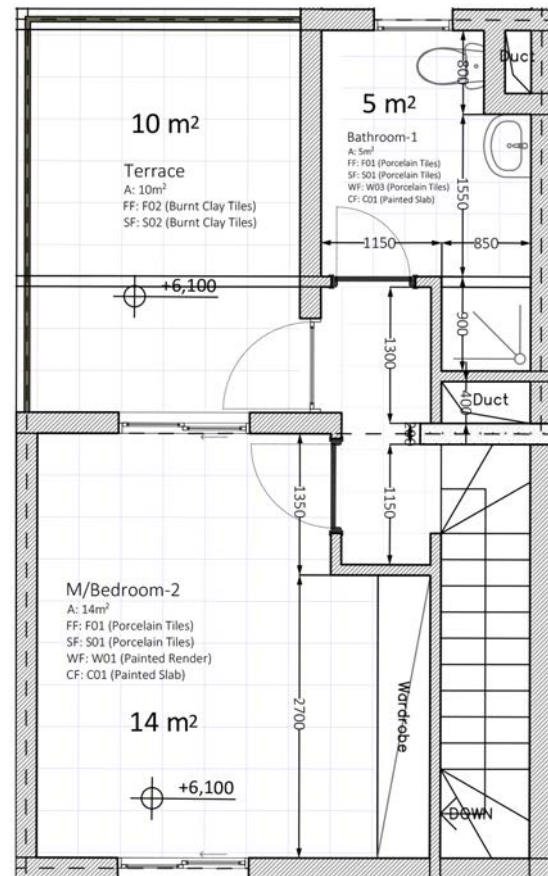 Duct
800
5 m²
10 m²
Bathroom-1
A: 5m²
FF: F01 (Porcelain Tiles)
SF: S01 (Porcelain Tiles)
WF: W03 (Porcelain Tiles)
CF: C01 (Painted Slab)
Terrace
A: 10m²
FF: F02 (Burnt Clay Tiles)
SF: S02 (Burnt Clay Tiles)
1550
1150
850
+6,100
900
1300
400
Duct
1350
1150
M/Bedroom-2
A: 14m²
FF: F01 (Porcelain Tiles)
SF: S01 (Porcelain Tiles)
WF: W01 (Painted Render)
CF: C01 (Painted Slab)
2700
Wardrobe
14 m²
+6,100
DOWN